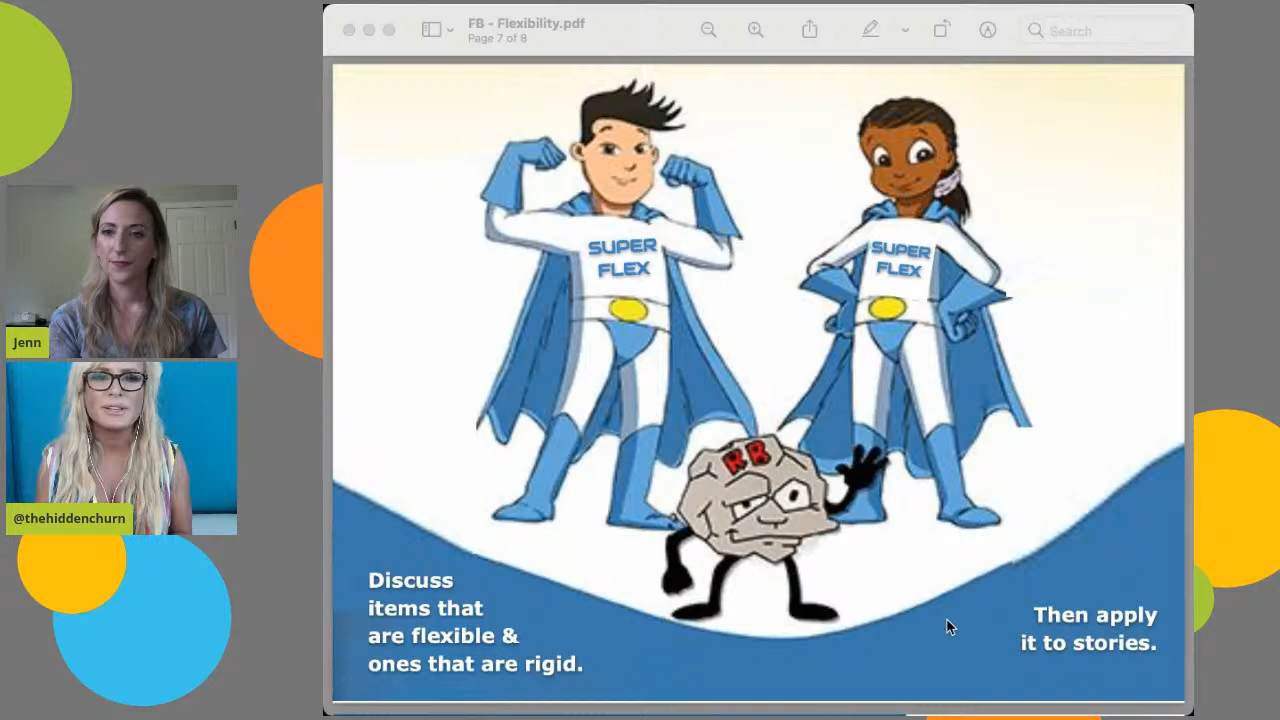 FB - Flexibility.pdf
Page 7 of 8
Search
SUPER
FLEX
SUPER
FLEX
RR
Jenn
@thehiddenchurn
Discuss
items that
are flexible &
ones that are rigid.
Then apply
it to stories.